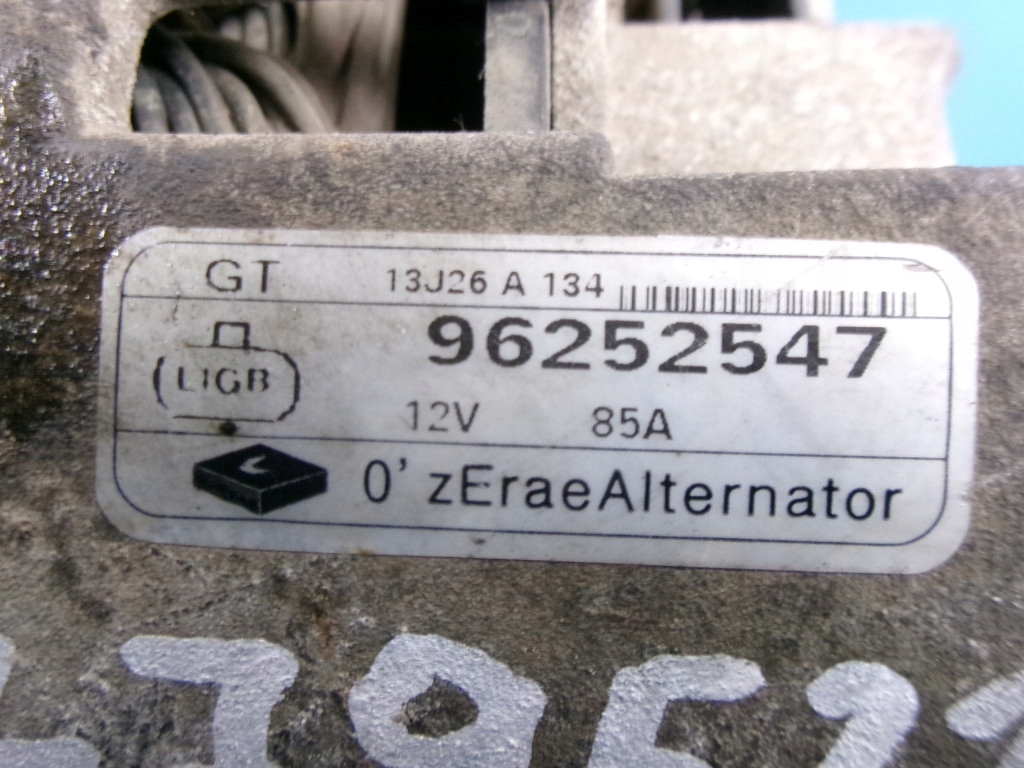 GT 13J26 A 134
96252547
LIGB
12V 85A
0' zEraeAlternator